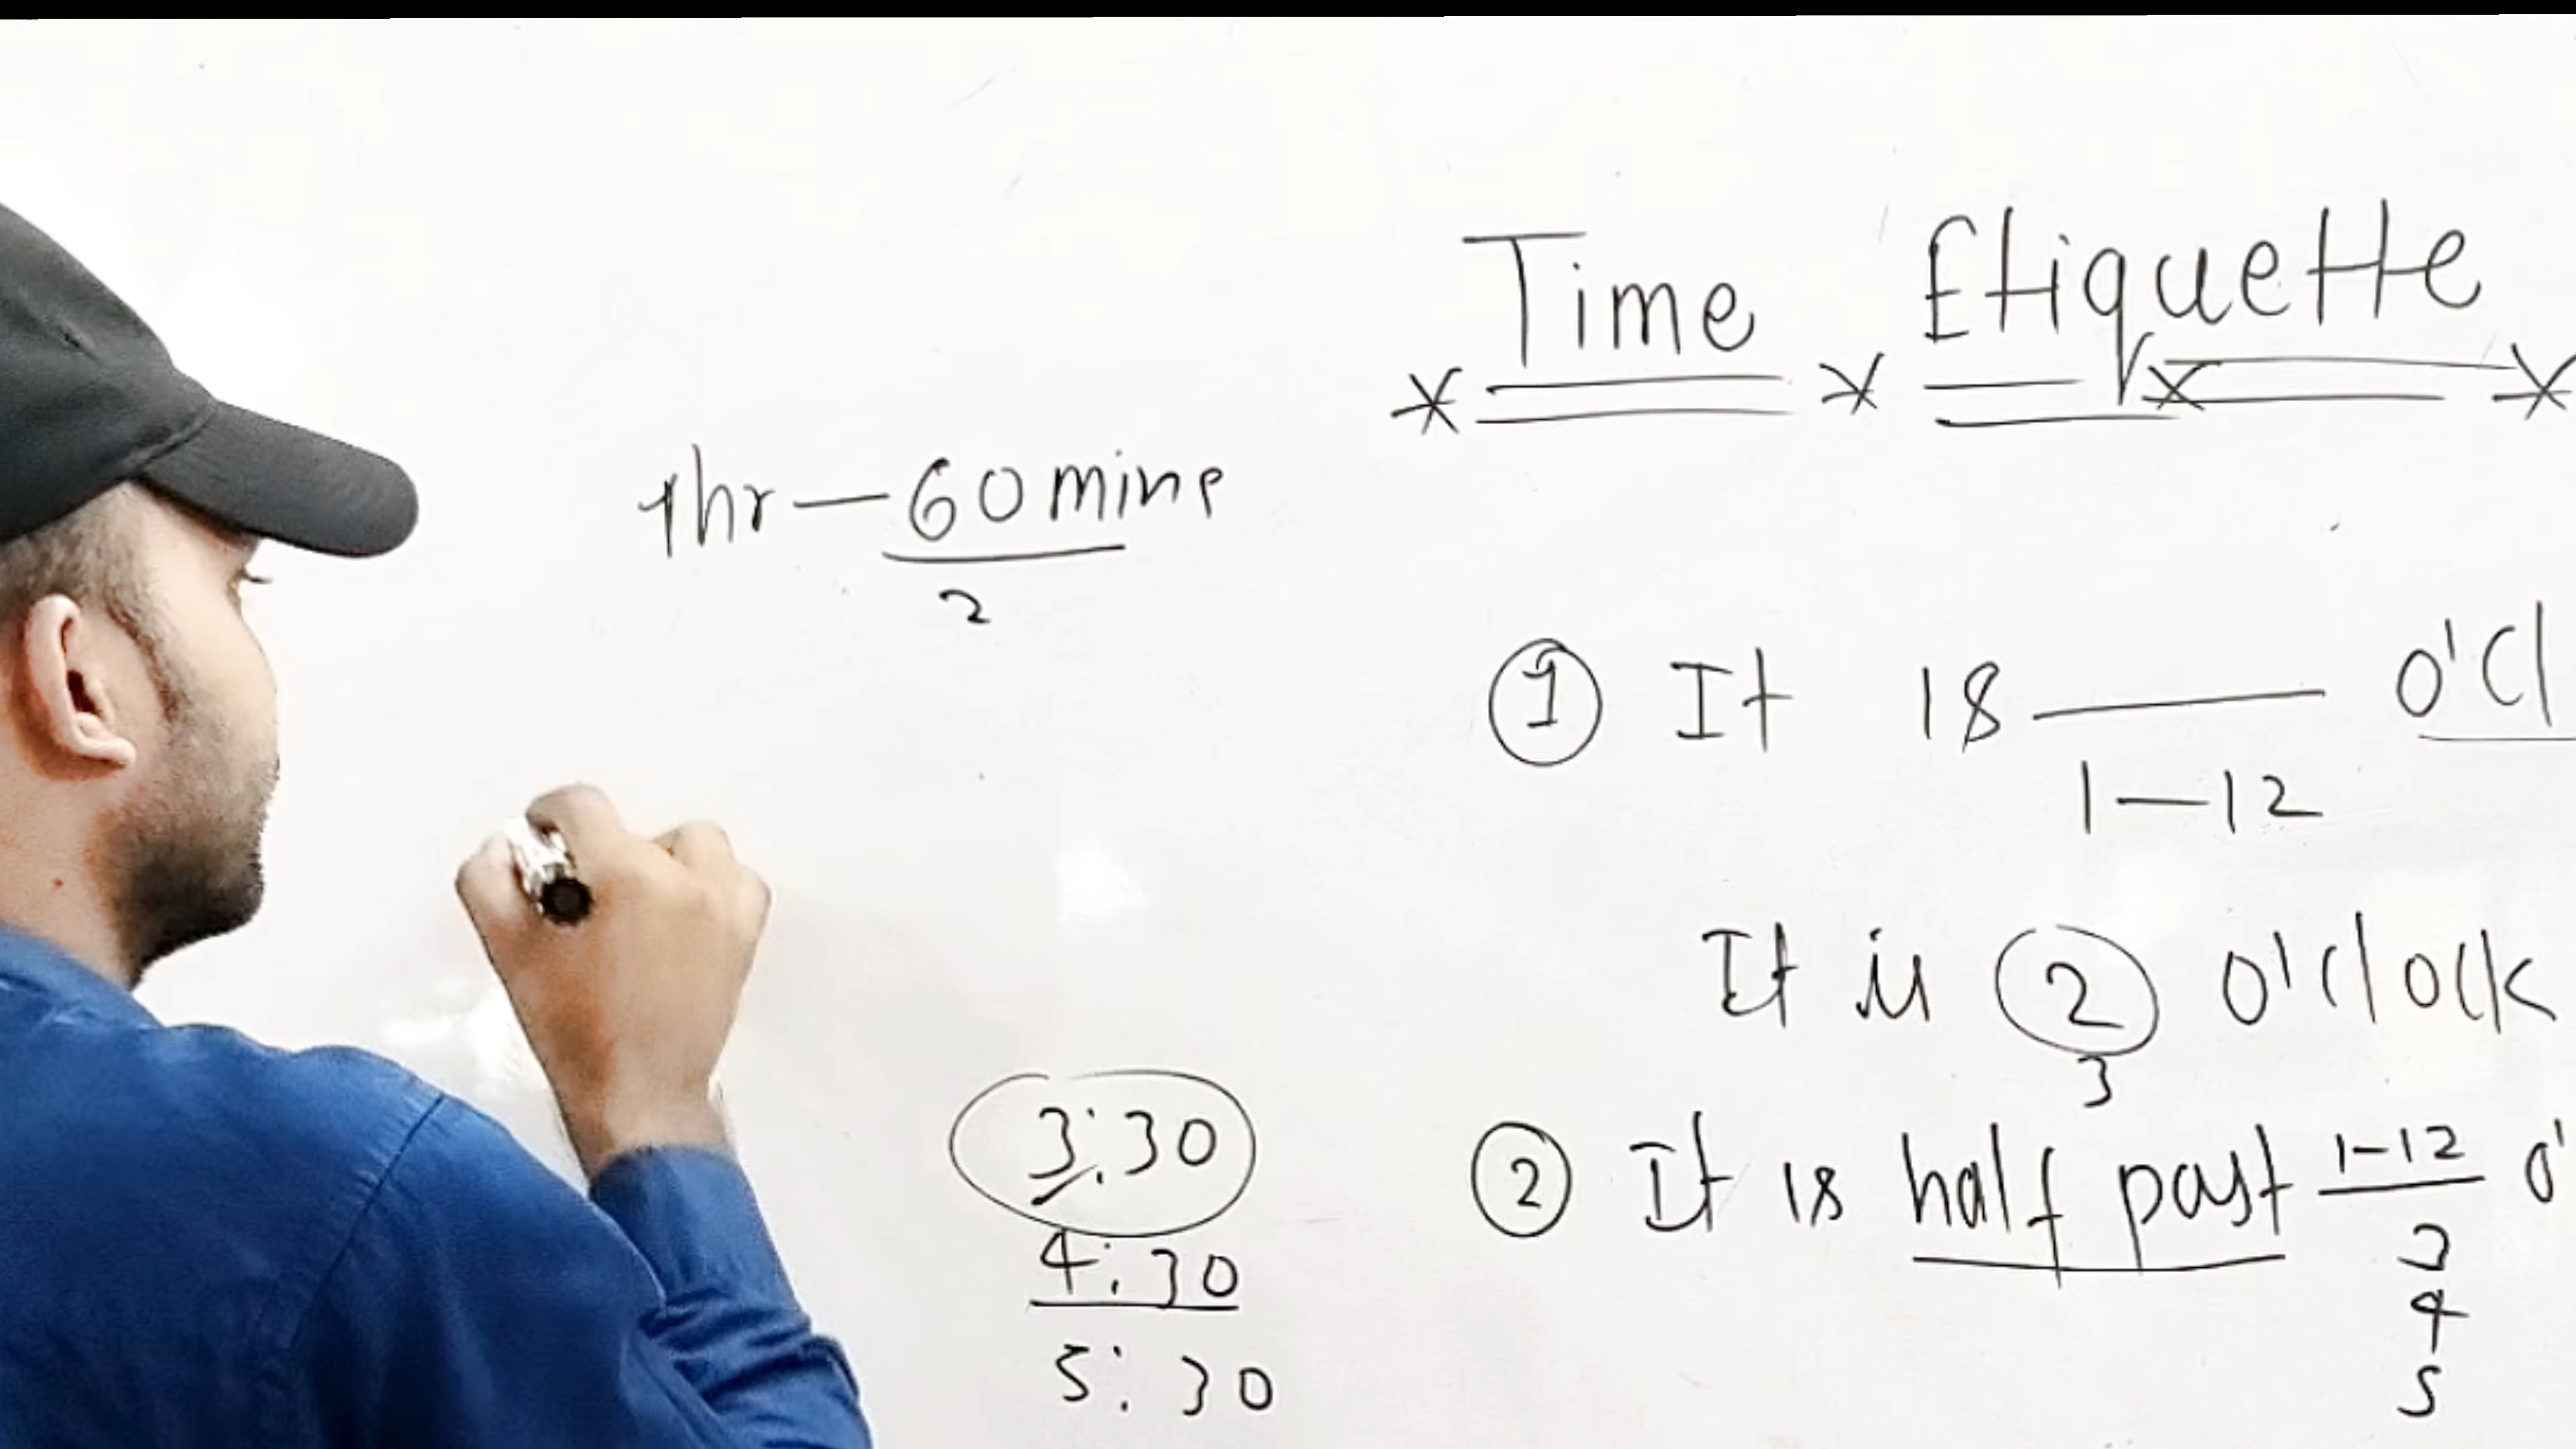 Time Etiquette
1hr — 60 mins
2
① It is ____ o'cl
1 — 12
It is 2 o'clock
3
② It is half past 1-12 o'
3
4
5
3:30
4:30
5:30